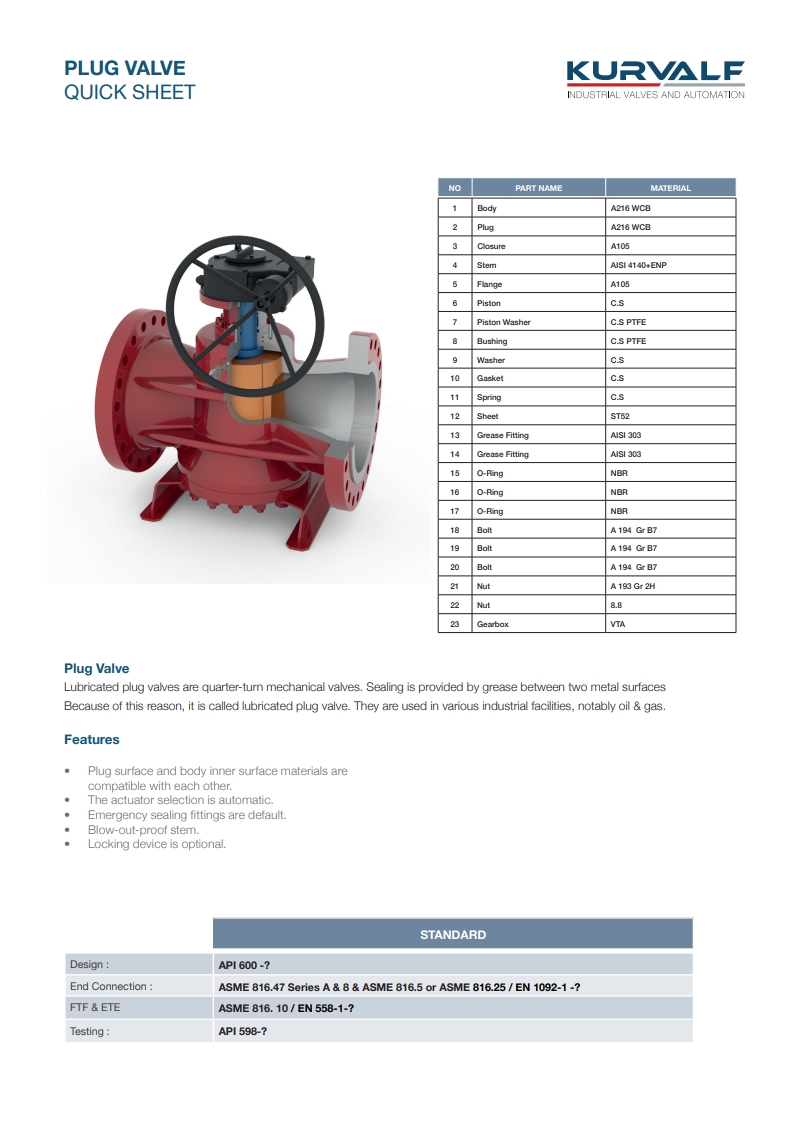 PLUG VALVE
QUICK SHEET
KURVALF
INDUSTRIAL VALVES AND AUTOMATION
NO PART NAME MATERIAL
1 Body A216 WCB
2 Plug A216 WCB
3 Closure A105
4 Stem AISI 4140+ENP
5 Flange A105
6 Piston C.S
7 Piston Washer C.S PTFE
8 Bushing C.S PTFE
9 Washer C.S
10 Gasket C.S
11 Spring C.S
12 Sheet ST52
13 Grease Fitting AISI 303
14 Grease Fitting AISI 303
15 O-Ring NBR
16 O-Ring NBR
17 O-Ring NBR
18 Bolt A 194 Gr B7
19 Bolt A 194 Gr B7
20 Bolt A 194 Gr B7
21 Nut A 193 Gr 2H
22 Nut 8.8
23 Gearbox VTA
Plug Valve
Lubricated plug valves are quarter-turn mechanical valves. Sealing is provided by grease between two metal surfaces
Because of this reason, it is called lubricated plug valve. They are used in various industrial facilities, notably oil & gas.
Features
• Plug surface and body inner surface materials are
compatible with each other.
• The actuator selection is automatic.
• Emergency sealing fittings are default.
• Blow-out-proof stem.
• Locking device is optional.
STANDARD
Design : API 600 -?
End Connection : ASME 816.47 Series A & 8 & ASME 816.5 or ASME 816.25 / EN 1092-1 -?
FTF & ETE ASME 816. 10 / EN 558-1-?
Testing : API 598-?